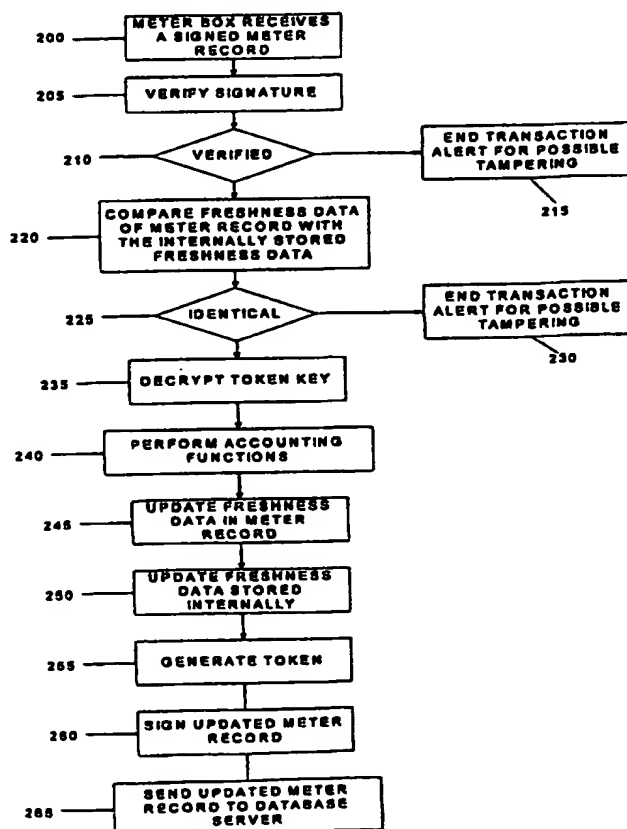 200
METER BOX RECEIVES
A SIGNED METER
RECORD
205
VERIFY SIGNATURE
210
VERIFIED
END TRANSACTION
ALERT FOR POSSIBLE
TAMPERING
215
220
COMPARE FRESHNESS DATA
OF METER RECORD WITH
THE INTERNALLY STORED
FRESHNESS DATA
225
IDENTICAL
END TRANSACTION
ALERT FOR POSSIBLE
TAMPERING
230
235
DECRYPT TOKEN KEY
240
PERFORM ACCOUNTING
FUNCTIONS
245
UPDATE FRESHNESS
DATA IN METER
RECORD
250
UPDATE FRESHNESS
DATA STORED
INTERNALLY
255
GENERATE TOKEN
260
SIGN UPDATED METER
RECORD
265
SEND UPDATED METER
RECORD TO DATABASE
SERVER